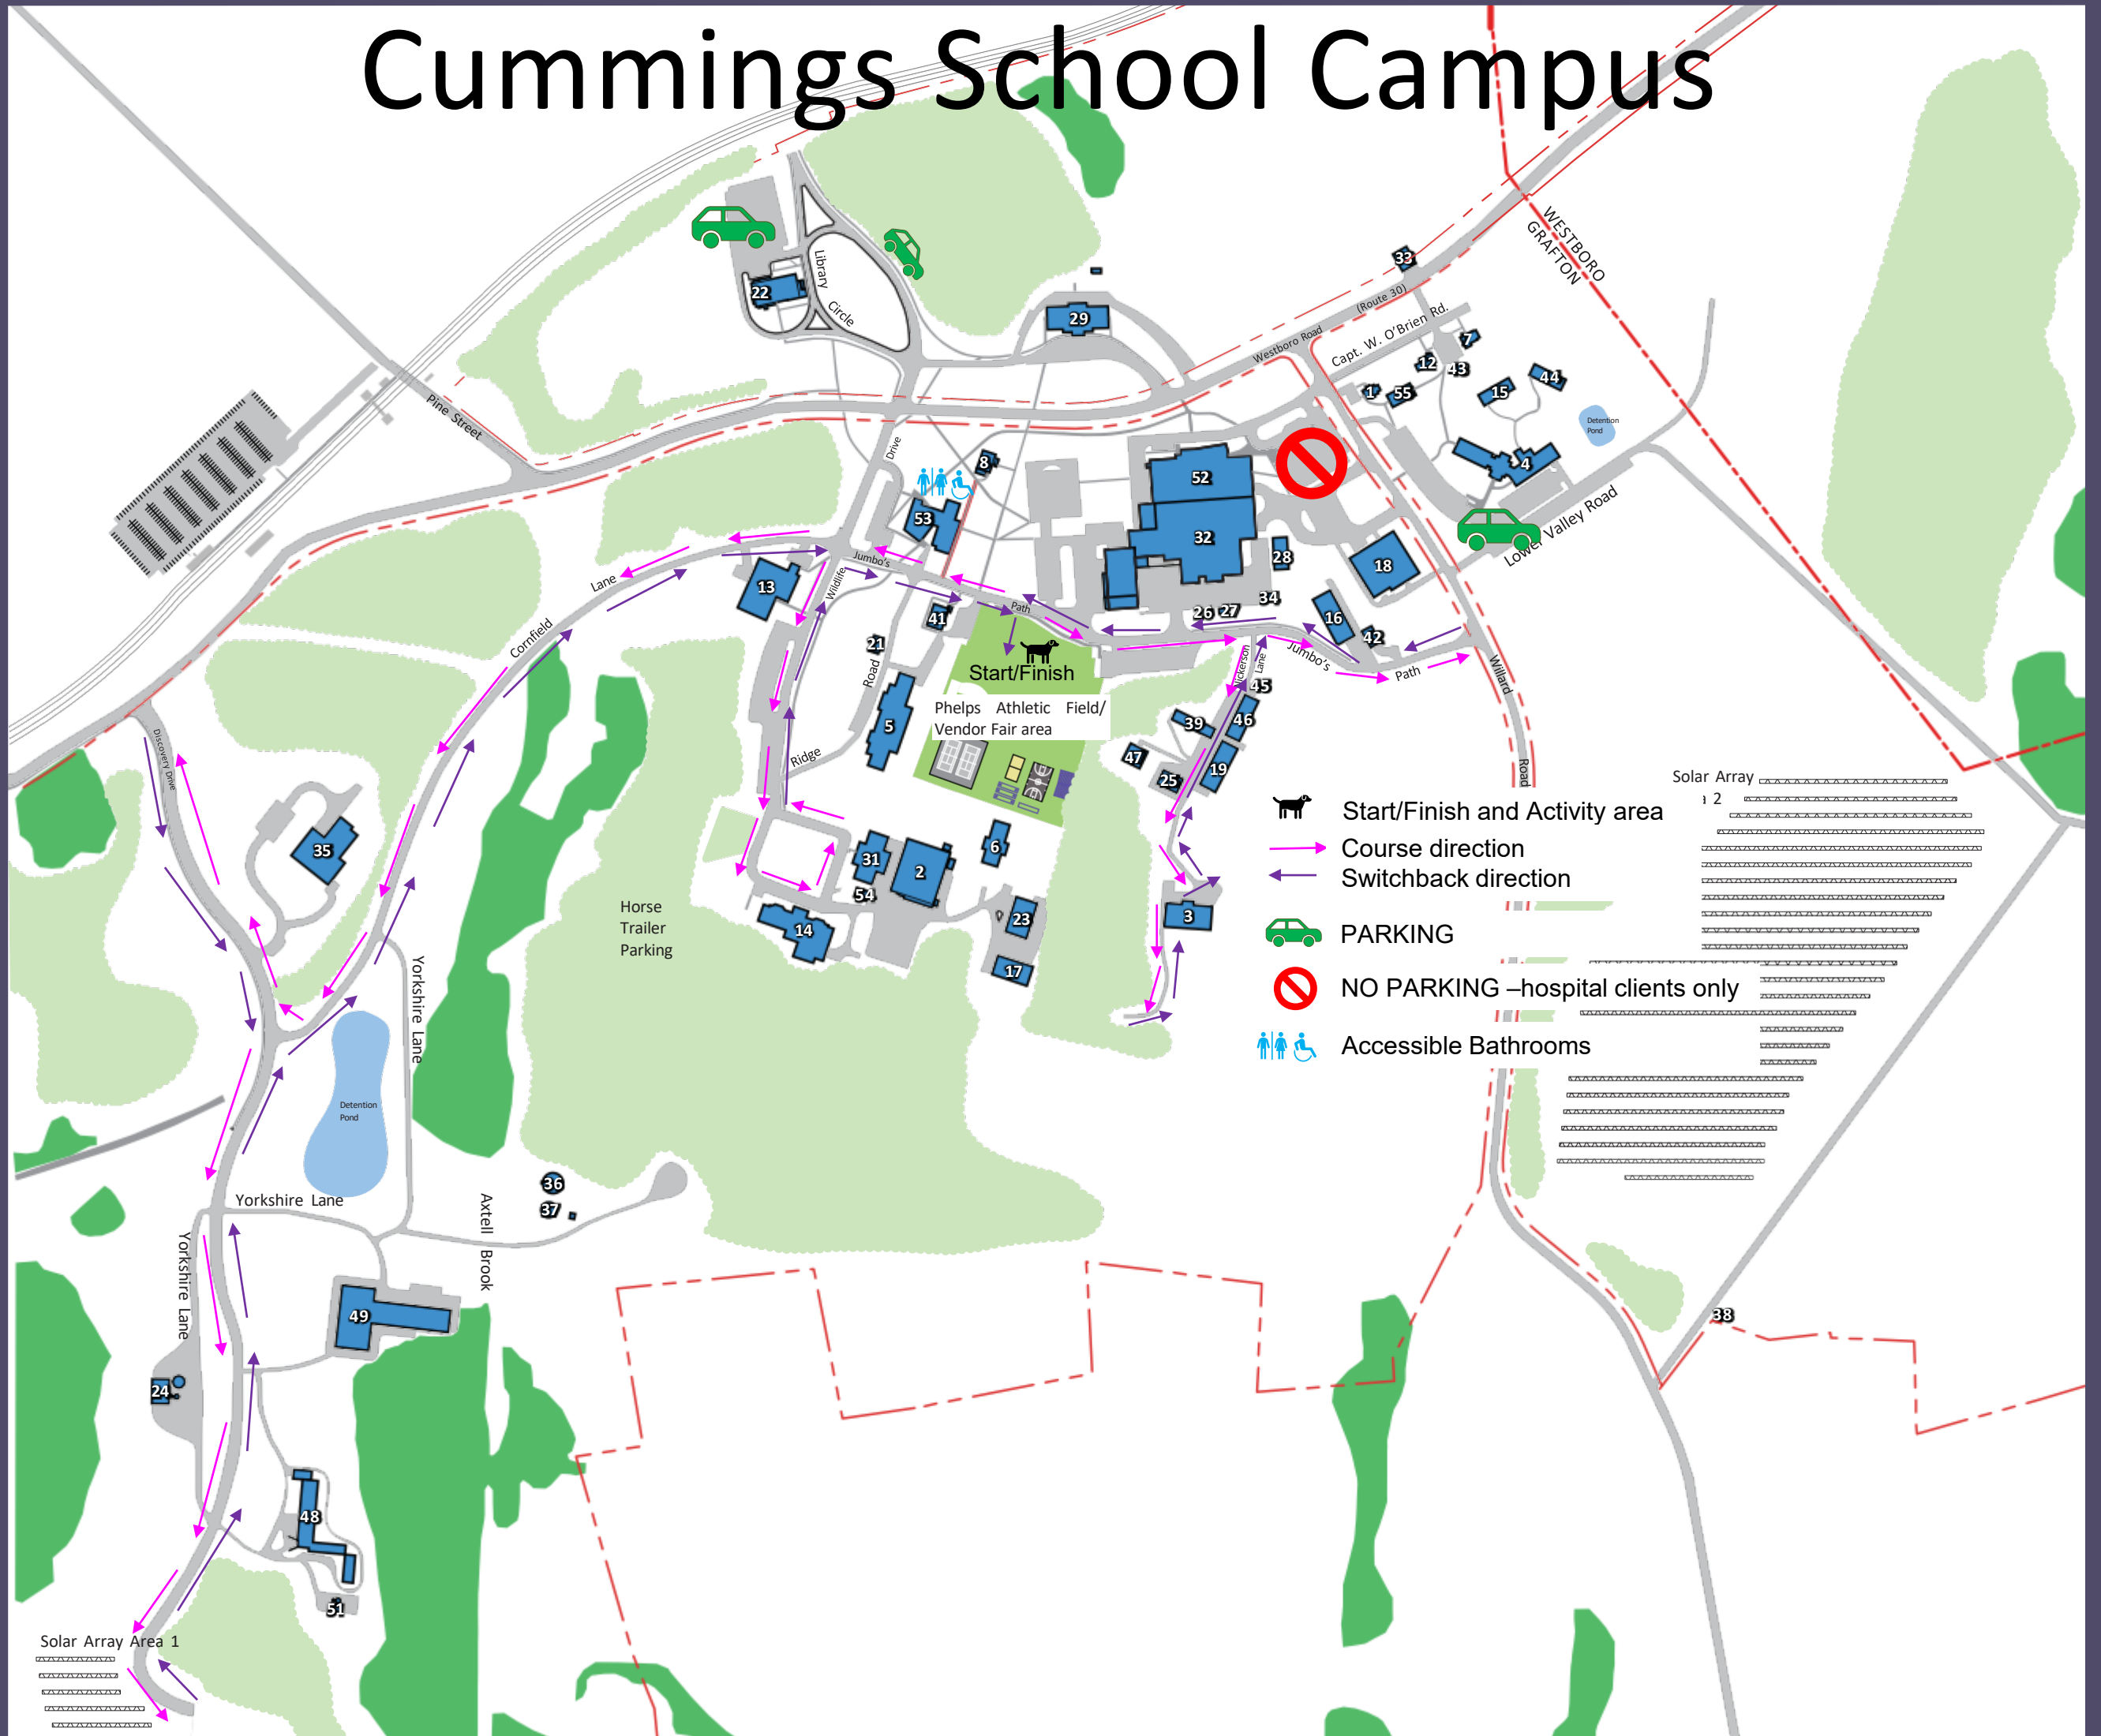 Cummings School Campus
WESTBORO
GRAFTON
Library
Circle
22
29
33
(Route 30)
Westboro Road
Capt. W. O'Brien Rd.
7
12
43
1
55
15
44
Detention
Pond
Pine Street
Drive
8
53
52
4
32
28
18
Lower Valley Road
Jumbo's
Lane
13
Wildlife
Path
26 27
34
16
42
41
21
Cornfield
Start/Finish
Road
Nickerson
Lane
Jumbo's
Path
Willard
45
Phelps Athletic Field/
Vendor Fair area
5
39
46
47
25
19
Ridge
Discovery Drive
Road
Solar Array
a 2
Start/Finish and Activity area
Course direction
Switchback direction
35
31
2
6
54
3
Horse
Trailer
Parking
14
23
17
PARKING
NO PARKING –hospital clients only
Accessible Bathrooms
Yorkshire Lane
Detention
Pond
36
37
Yorkshire Lane
Axtell Brook
Yorkshire Lane
49
38
24
48
51
Solar Array Area 1